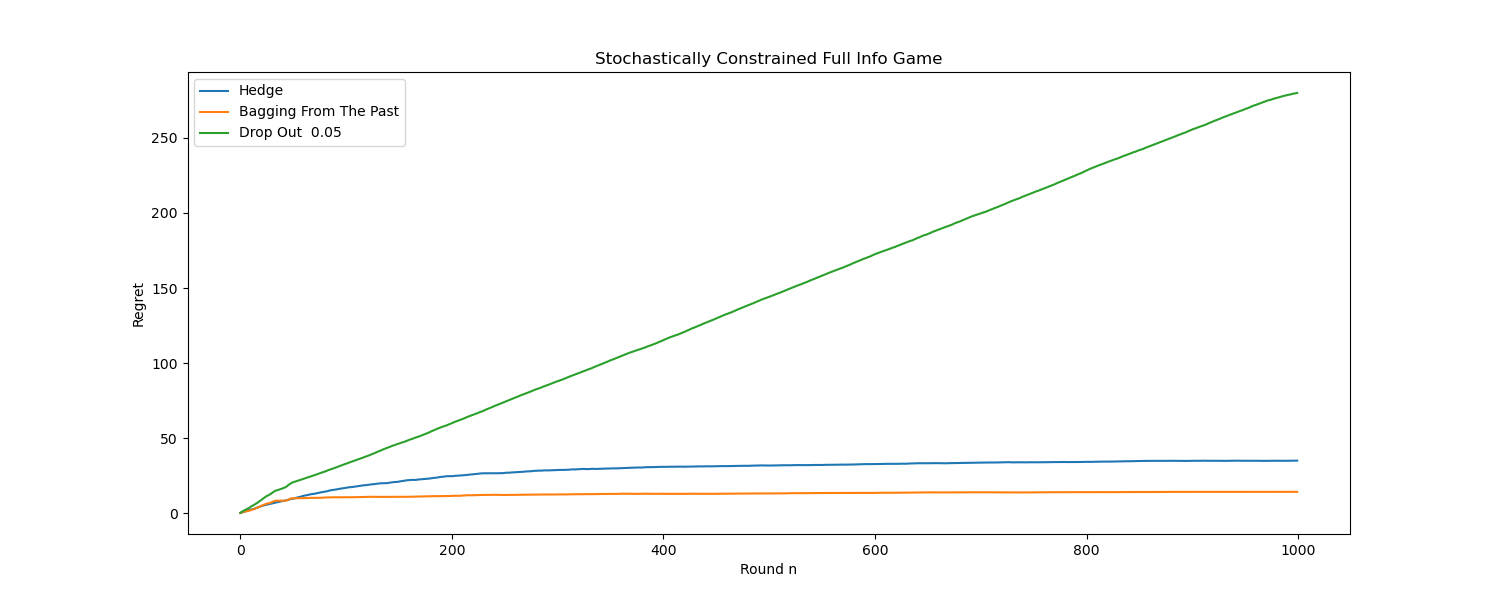 Stochastically Constrained Full Info Game
Hedge
Bagging From The Past
Drop Out  0.05
250
200
150
100
50
0
Regret
0 200 400 600 800 1000
Round n